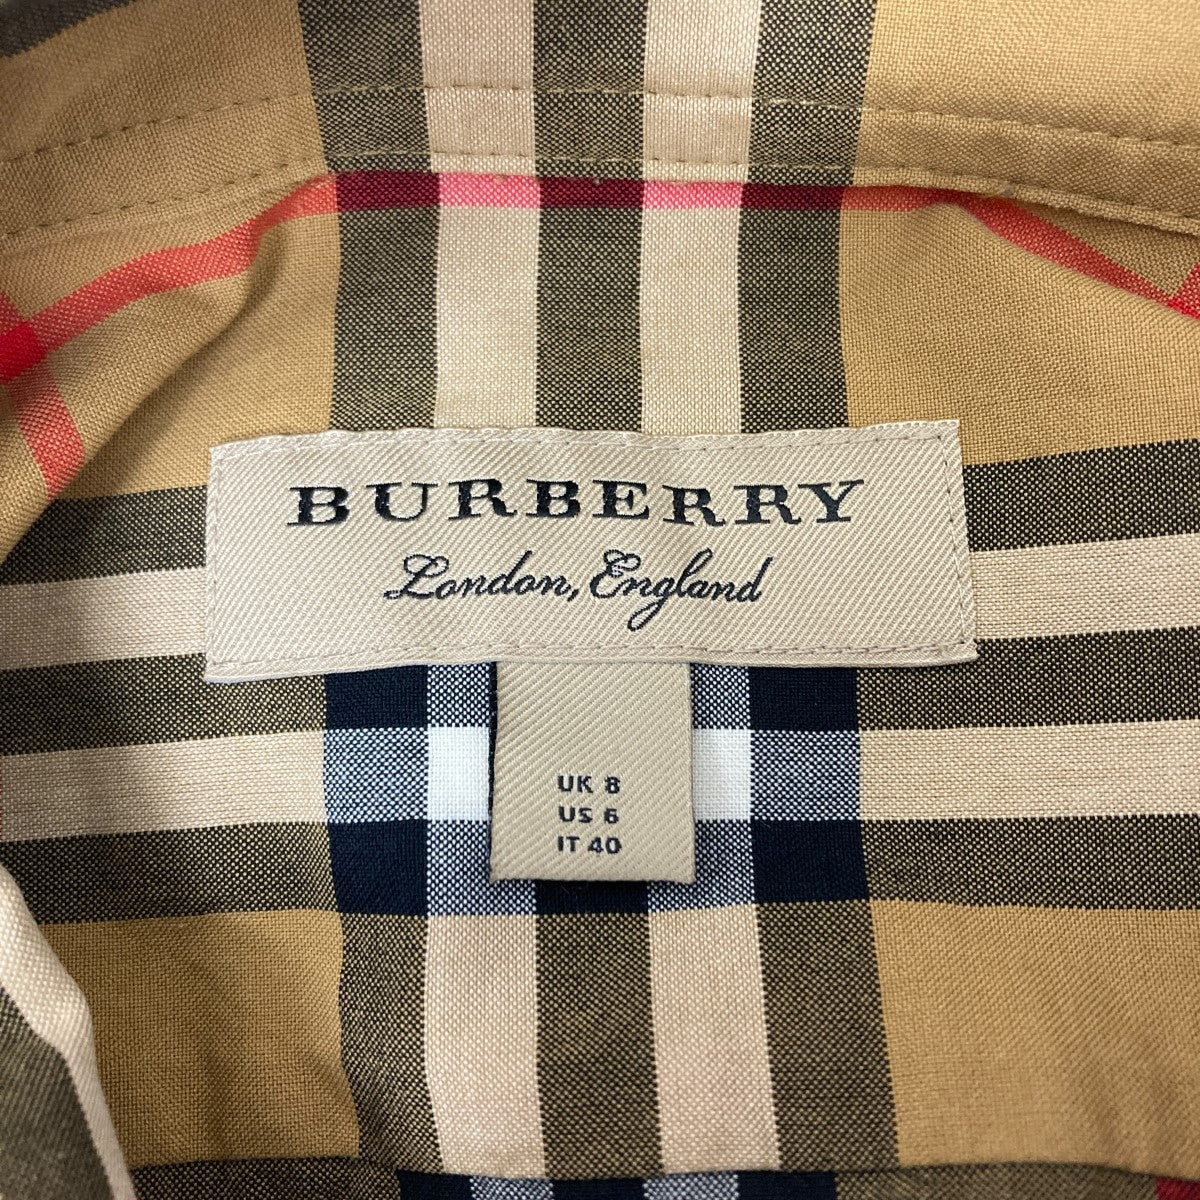 BURBERRY
London, England
UK 8
US 6
IT 40